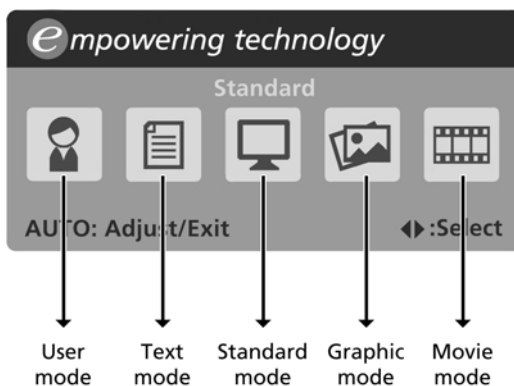 empowering technology
Standard
AUTO: Adjust/Exit ◀▶:Select
User mode
Text mode
Standard mode
Graphic mode
Movie mode